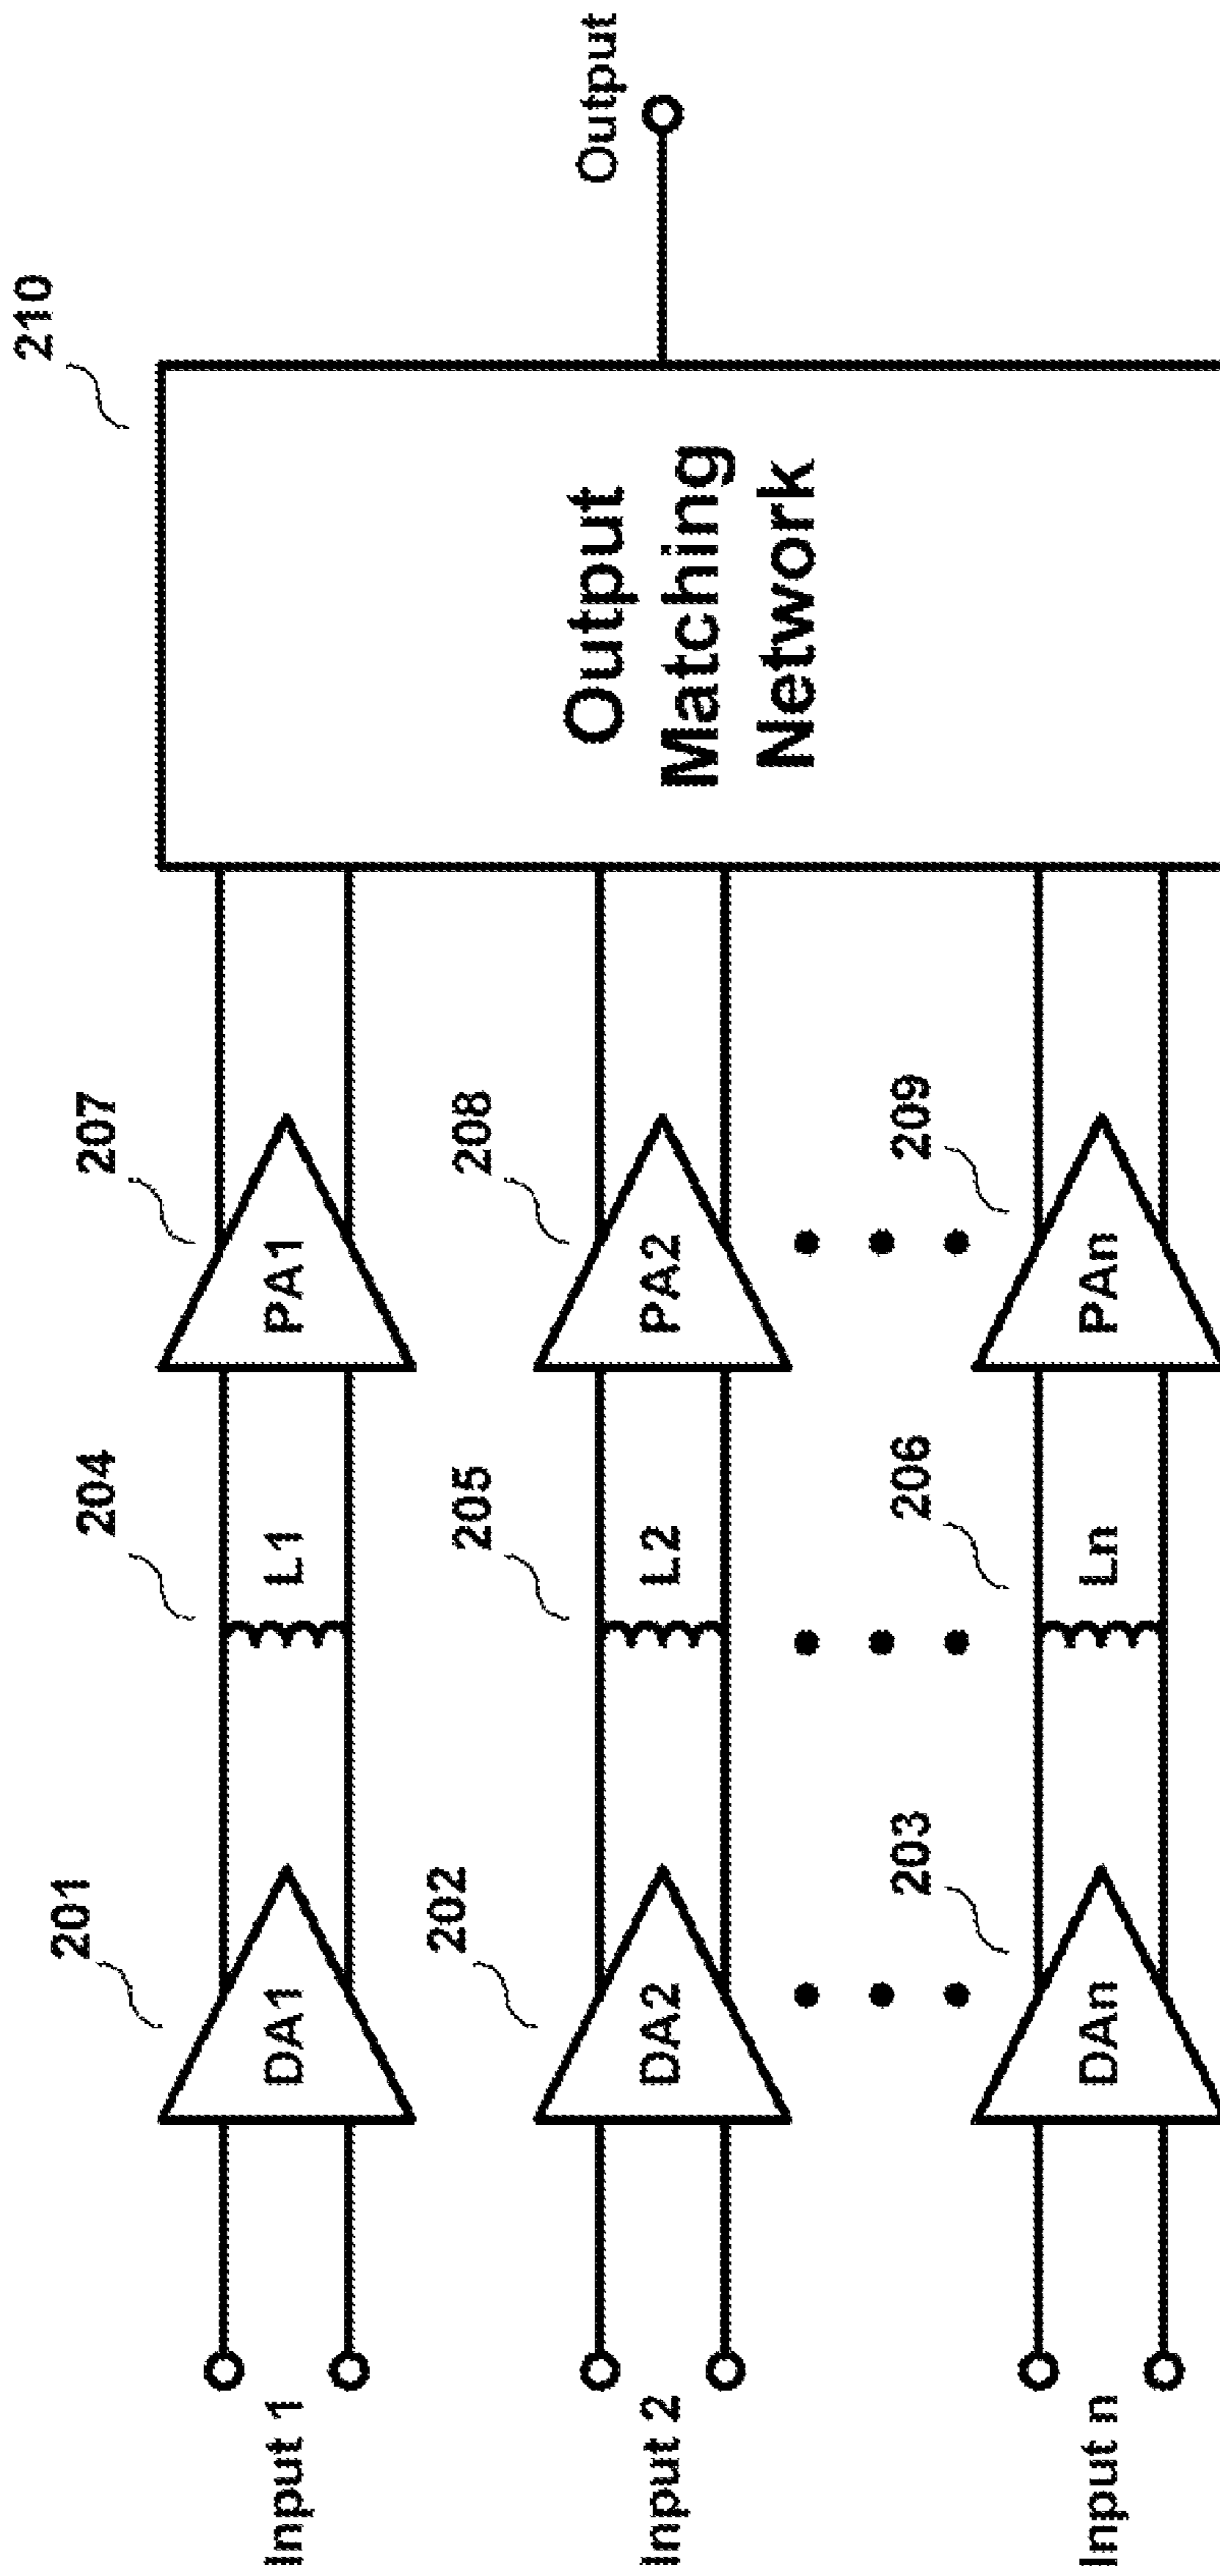 210
Output
207
204
201
Input 1
DA1
L1
PA1
Output
Matching
Network
208
205
202
Input 2
DA2
L2
PA2
209
206
203
Input n
DAn
Ln
PAn